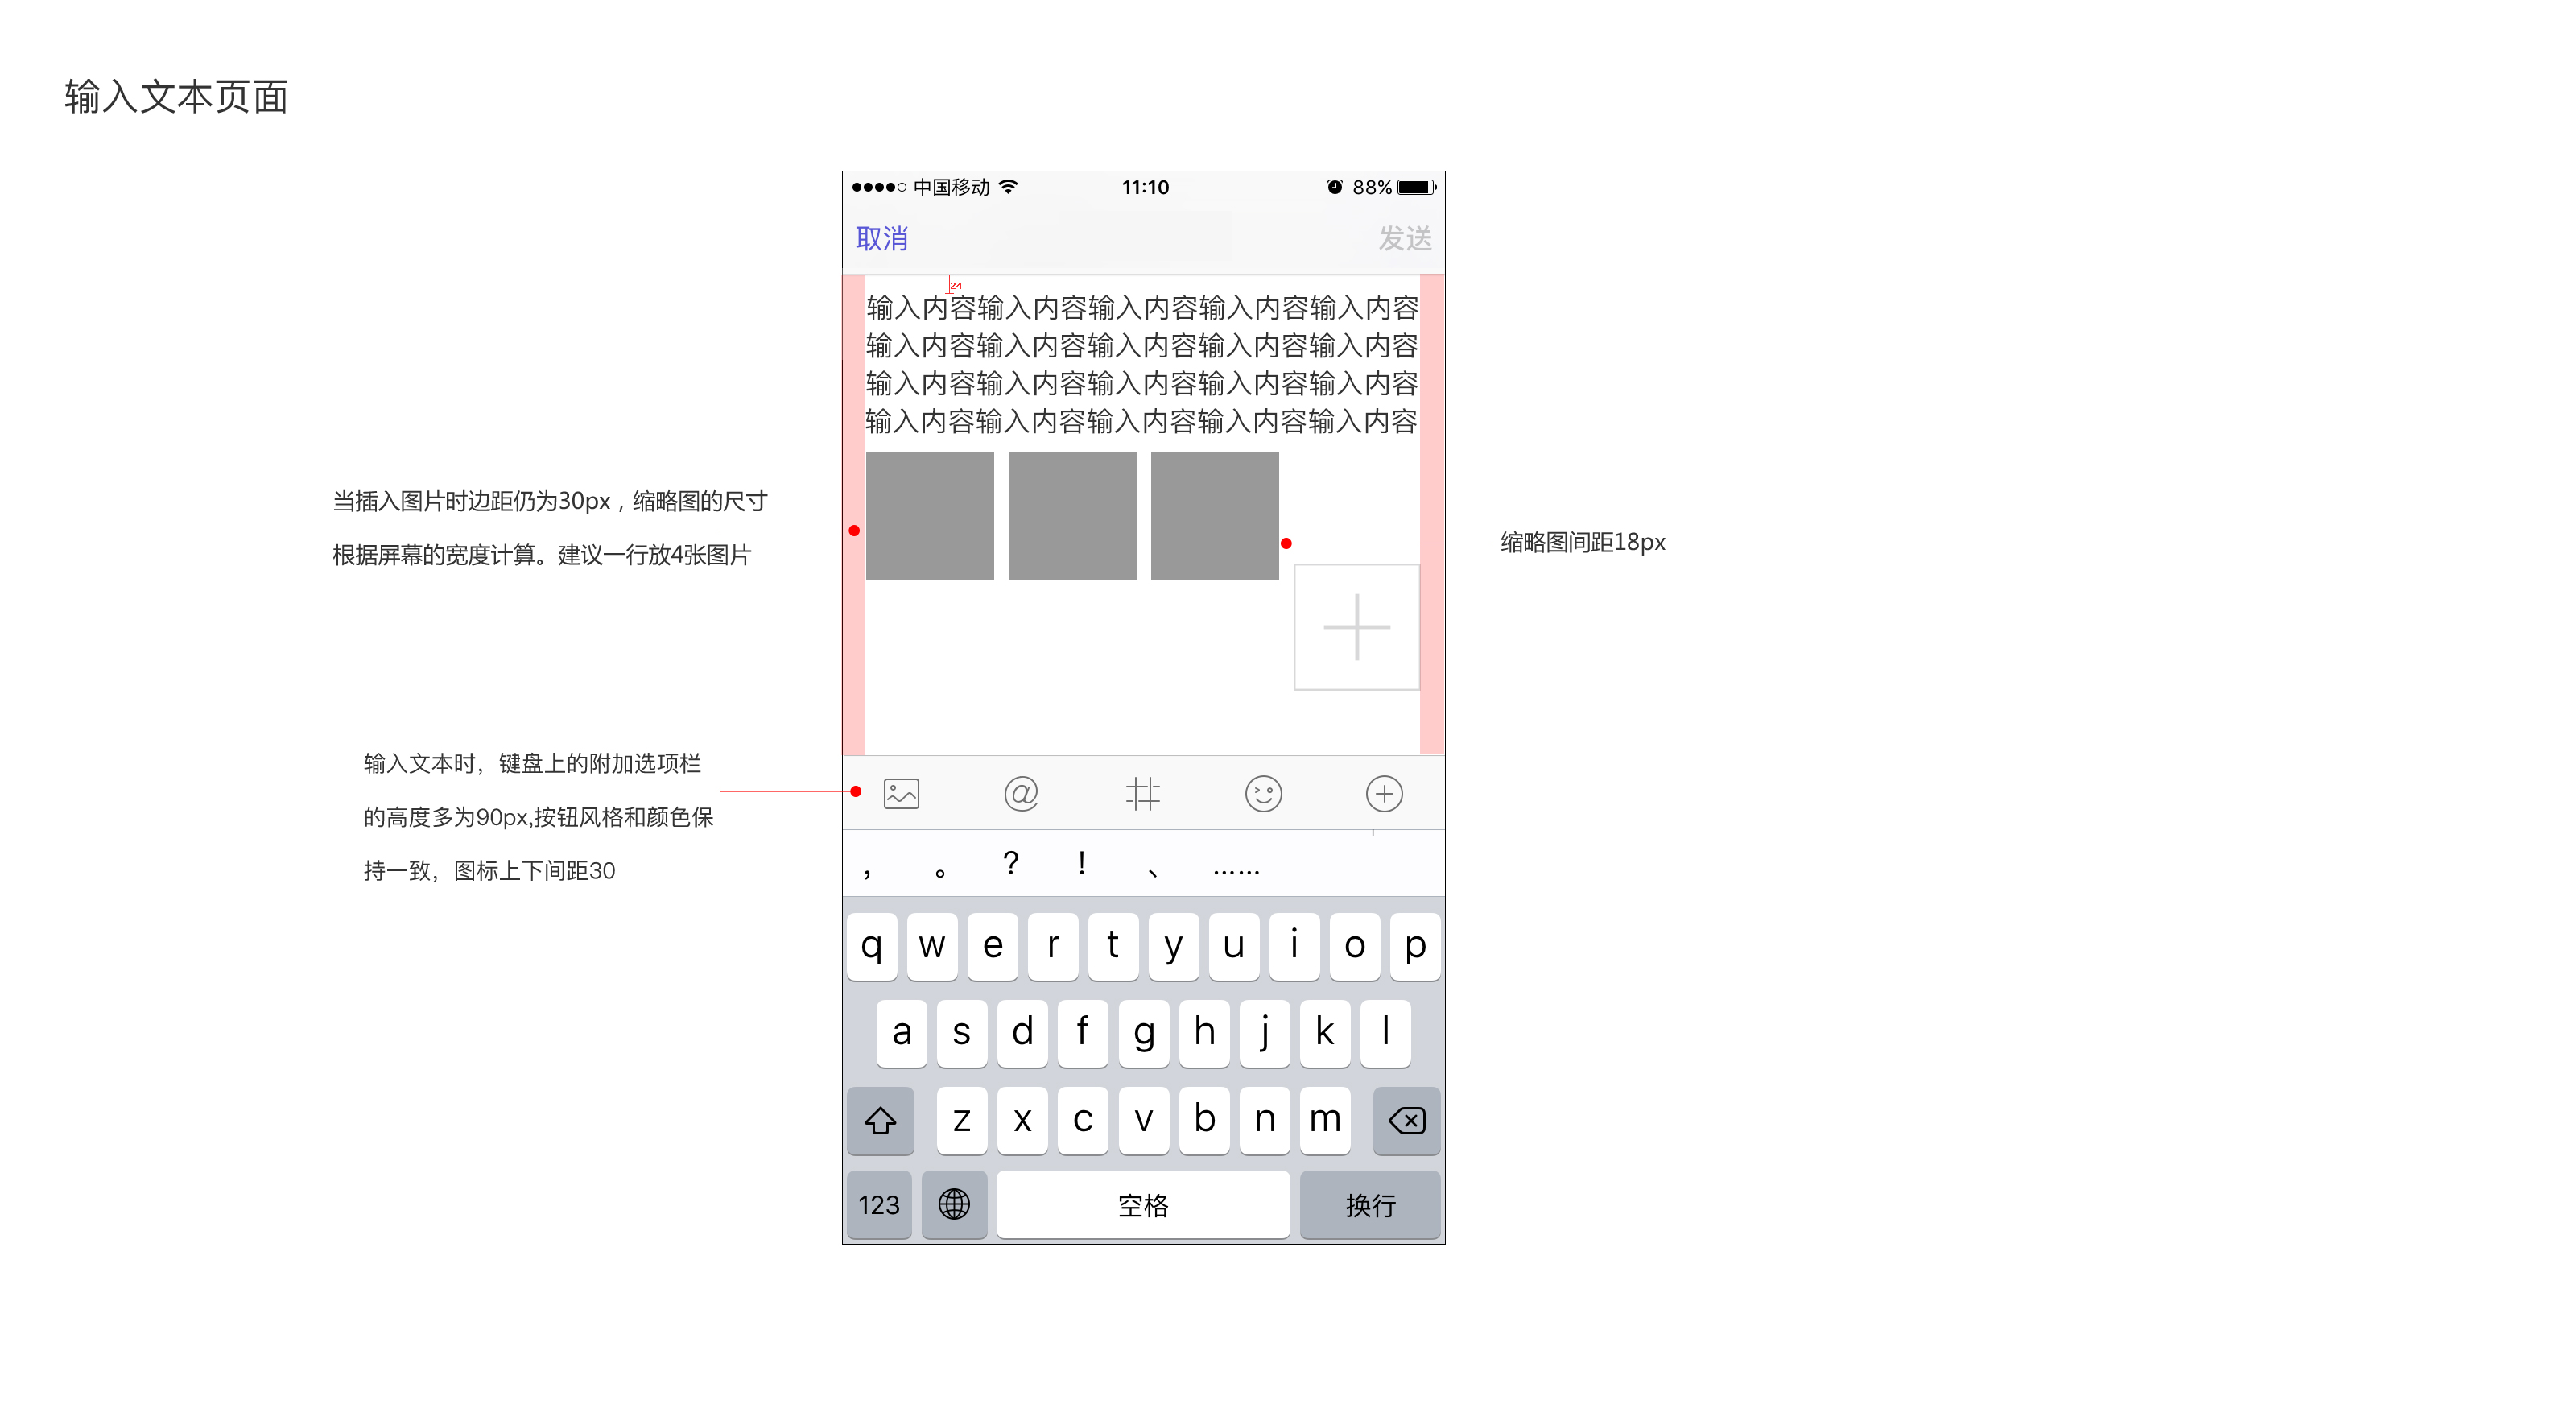 输入文本页面
中国移动 11:10 88%
取消 发送
24
输入内容输入内容输入内容输入内容输入内容
输入内容输入内容输入内容输入内容输入内容
输入内容输入内容输入内容输入内容输入内容
输入内容输入内容输入内容输入内容输入内容
当插入图片时边距仍为30px，缩略图的尺寸
根据屏幕的宽度计算。建议一行放4张图片
缩略图间距18px
输入文本时，键盘上的附加选项栏
的高度多为90px,按钮风格和颜色保
持一致，图标上下间距30
@
， 。 ? ! 、 ……
q w e r t y u i o p
a s d f g h j k l
z x c v b n m
123 空格 换行